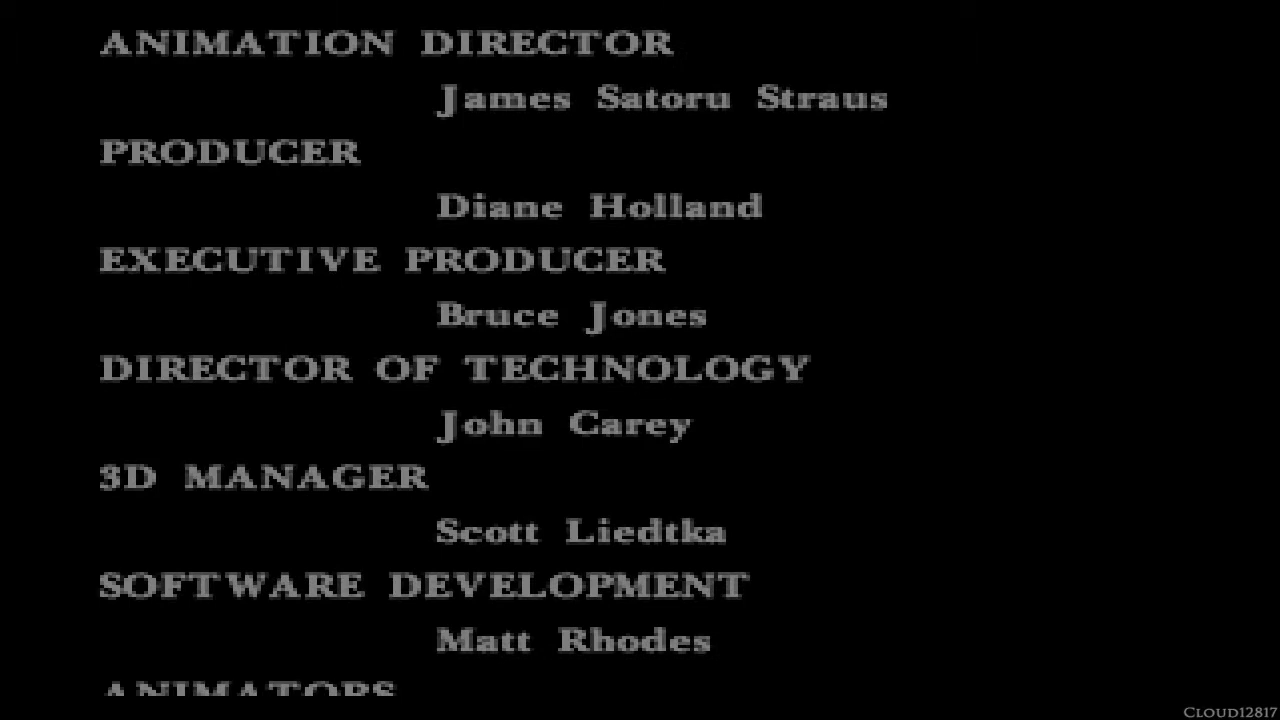 ANIMATION DIRECTOR
James Satoru Straus
PRODUCER
Diane Holland
EXECUTIVE PRODUCER
Bruce Jones
DIRECTOR OF TECHNOLOGY
John Carey
3D MANAGER
Scott Liedtka
SOFTWARE DEVELOPMENT
Matt Rhodes
ANIMATORS
CLOUD12817